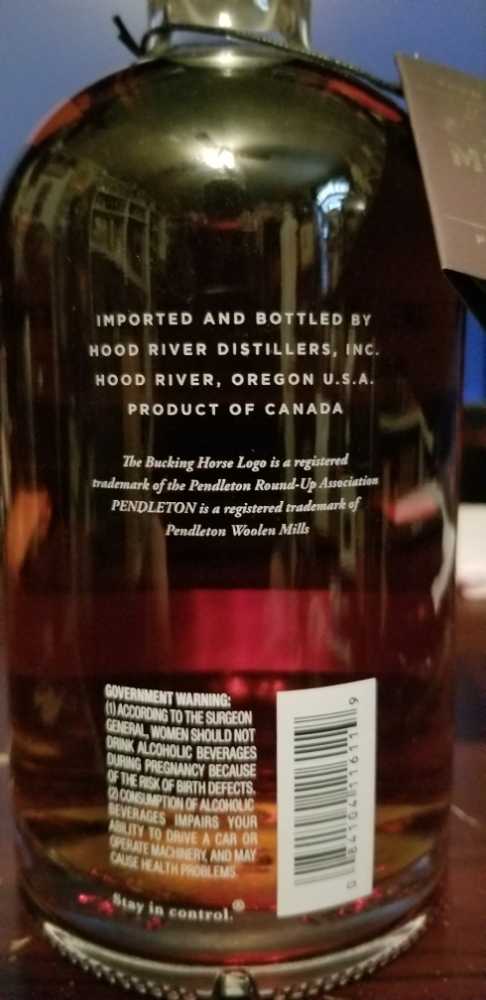 IMPORTED AND BOTTLED BY
HOOD RIVER DISTILLERS, INC.
HOOD RIVER, OREGON U.S.A.
PRODUCT OF CANADA
The Bucking Horse Logo is a registered
trademark of the Pendleton Round-Up Association
PENDLETON is a registered trademark of
Pendleton Woolen Mills
GOVERNMENT WARNING:
(1) ACCORDING TO THE SURGEON
GENERAL, WOMEN SHOULD NOT
DRINK ALCOHOLIC BEVERAGES
DURING PREGNANCY BECAUSE
OF THE RISK OF BIRTH DEFECTS.
(2) CONSUMPTION OF ALCOHOLIC
BEVERAGES IMPAIRS YOUR
ABILITY TO DRIVE A CAR OR
OPERATE MACHINERY, AND MAY
CAUSE HEALTH PROBLEMS.
Stay in control.®
0 84104 11611 9